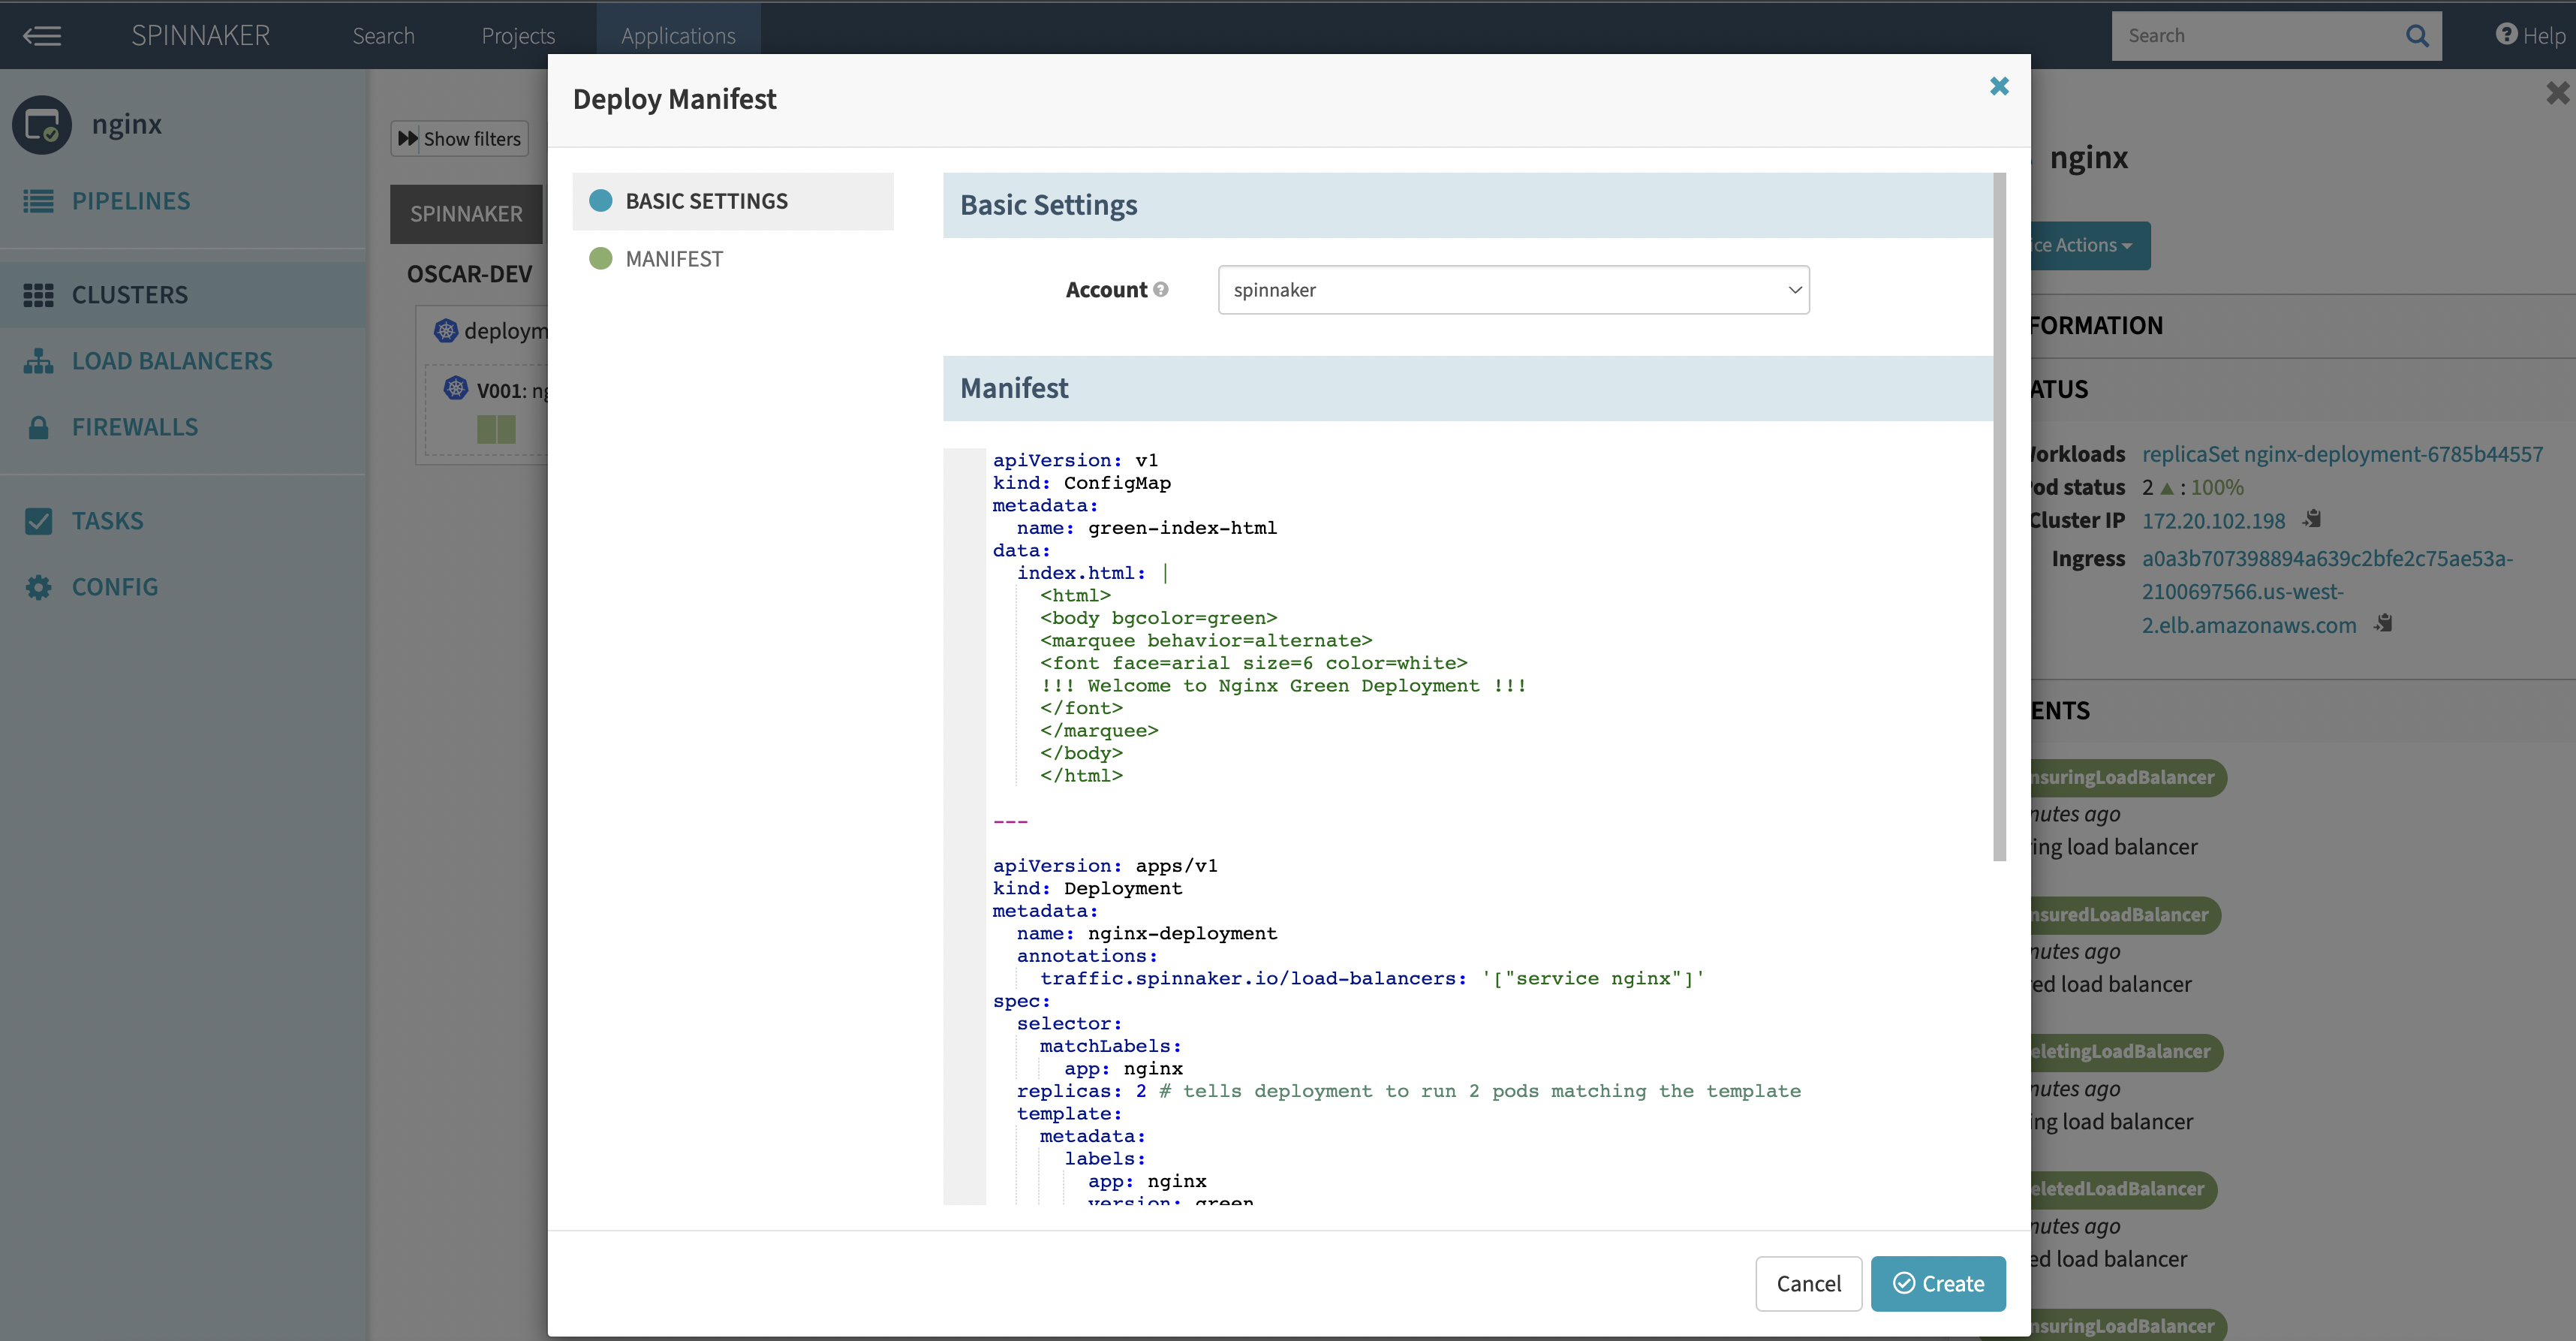 SPINNAKER
Search
Projects
Applications
Search
Help
nginx
PIPELINES
CLUSTERS
LOAD BALANCERS
FIREWALLS
TASKS
CONFIG
Show filters
SPINNAKER
OSCAR-DEV
deploym
V001: ng
Deploy Manifest
BASIC SETTINGS
MANIFEST
Basic Settings
Account
spinnaker
Manifest
apiVersion: v1
kind: ConfigMap
metadata:
  name: green-index-html
data:
  index.html: |
    <html>
    <body bgcolor=green>
    <marquee behavior=alternate>
    <font face=arial size=6 color=white>
    !!! Welcome to Nginx Green Deployment !!!
    </font>
    </marquee>
    </body>
    </html>
---
apiVersion: apps/v1
kind: Deployment
metadata:
  name: nginx-deployment
  annotations:
    traffic.spinnaker.io/load-balancers: '["service nginx"]'
spec:
  selector:
    matchLabels:
      app: nginx
  replicas: 2 # tells deployment to run 2 pods matching the template
  template:
    metadata:
      labels:
        app: nginx
        version: green
Cancel
Create
nginx
ice Actions
FORMATION
ATUS
Workloads replicaSet nginx-deployment-6785b44557
Pod status 2 ▲ : 100%
Cluster IP 172.20.102.198
Ingress a0a3b707398894a639c2bfe2c75ae53a-
2100697566.us-west-
2.elb.amazonaws.com
ENTS
nsuringLoadBalancer
nutes ago
ing load balancer
nsuredLoadBalancer
nutes ago
ed load balancer
eletingLoadBalancer
nutes ago
ing load balancer
eletedLoadBalancer
nutes ago
ed load balancer
nsuringLoadBalancer